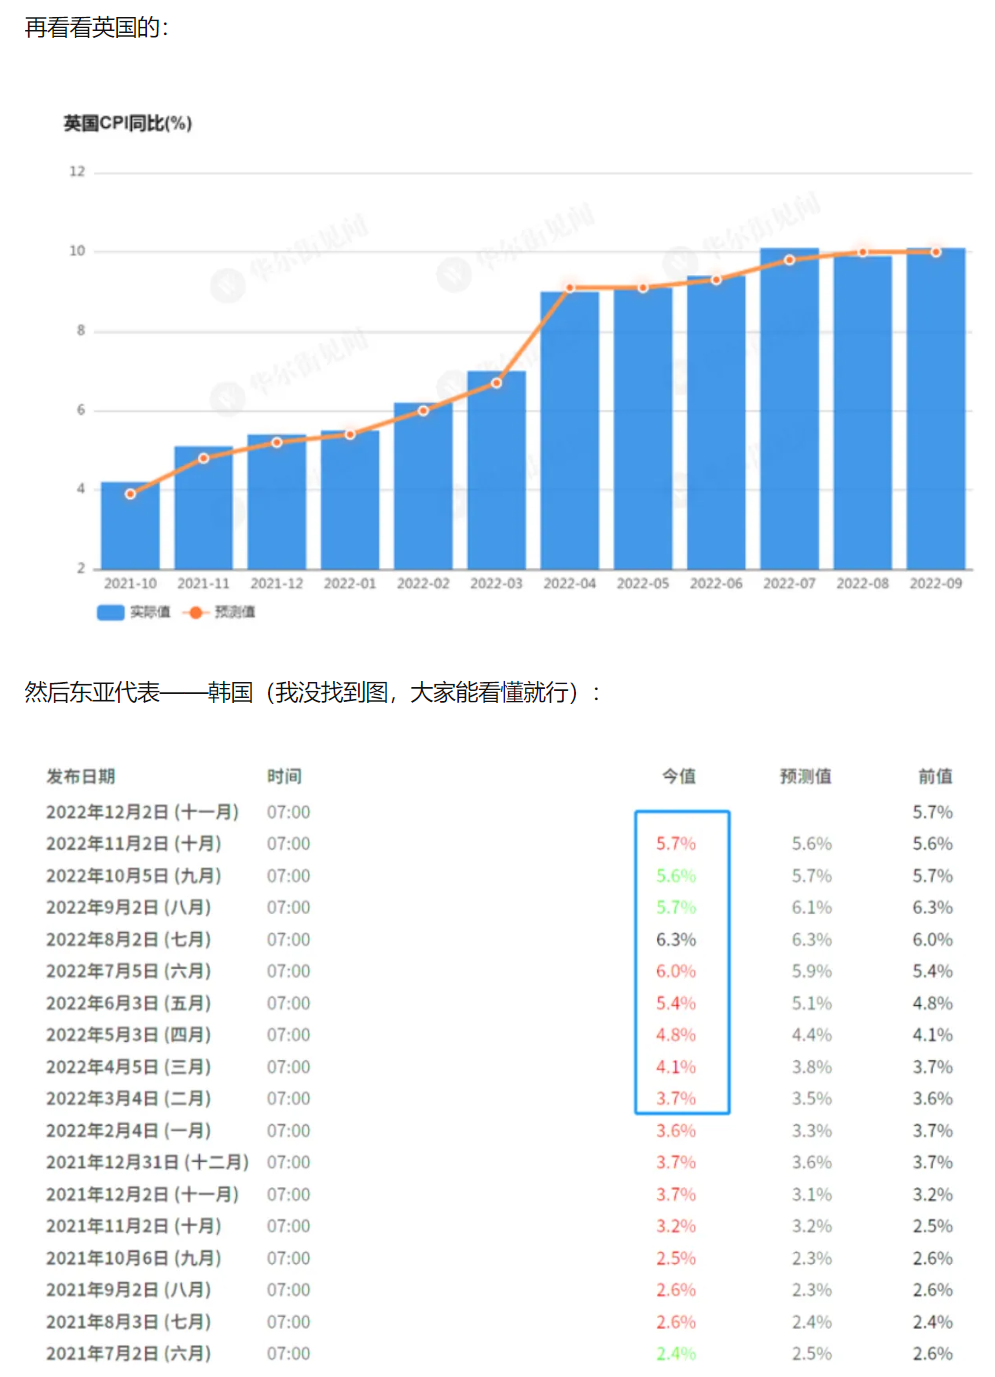 再看看英国的：
英国CPI同比(%)
12
10
8
6
4
2
华尔街见闻
华尔街见闻
华尔街见闻
华尔街见闻
2021-10 2021-11 2021-12 2022-01 2022-02 2022-03 2022-04 2022-05 2022-06 2022-07 2022-08 2022-09
实际值 预测值
然后东亚代表——韩国（我没找到图，大家能看懂就行）：
发布日期 时间 今值 预测值 前值
2022年12月2日 (十一月) 07:00 5.7%
2022年11月2日 (十月) 07:00 5.7% 5.6% 5.6%
2022年10月5日 (九月) 07:00 5.6% 5.7% 5.7%
2022年9月2日 (八月) 07:00 5.7% 6.1% 6.3%
2022年8月2日 (七月) 07:00 6.3% 6.3% 6.0%
2022年7月5日 (六月) 07:00 6.0% 5.9% 5.4%
2022年6月3日 (五月) 07:00 5.4% 5.1% 4.8%
2022年5月3日 (四月) 07:00 4.8% 4.4% 4.1%
2022年4月5日 (三月) 07:00 4.1% 3.8% 3.7%
2022年3月4日 (二月) 07:00 3.7% 3.5% 3.6%
2022年2月4日 (一月) 07:00 3.6% 3.3% 3.7%
2021年12月31日 (十二月) 07:00 3.7% 3.6% 3.7%
2021年12月2日 (十一月) 07:00 3.7% 3.1% 3.2%
2021年11月2日 (十月) 07:00 3.2% 3.2% 2.5%
2021年10月6日 (九月) 07:00 2.5% 2.3% 2.6%
2021年9月2日 (八月) 07:00 2.6% 2.3% 2.6%
2021年8月3日 (七月) 07:00 2.6% 2.4% 2.4%
2021年7月2日 (六月) 07:00 2.4% 2.5% 2.6%